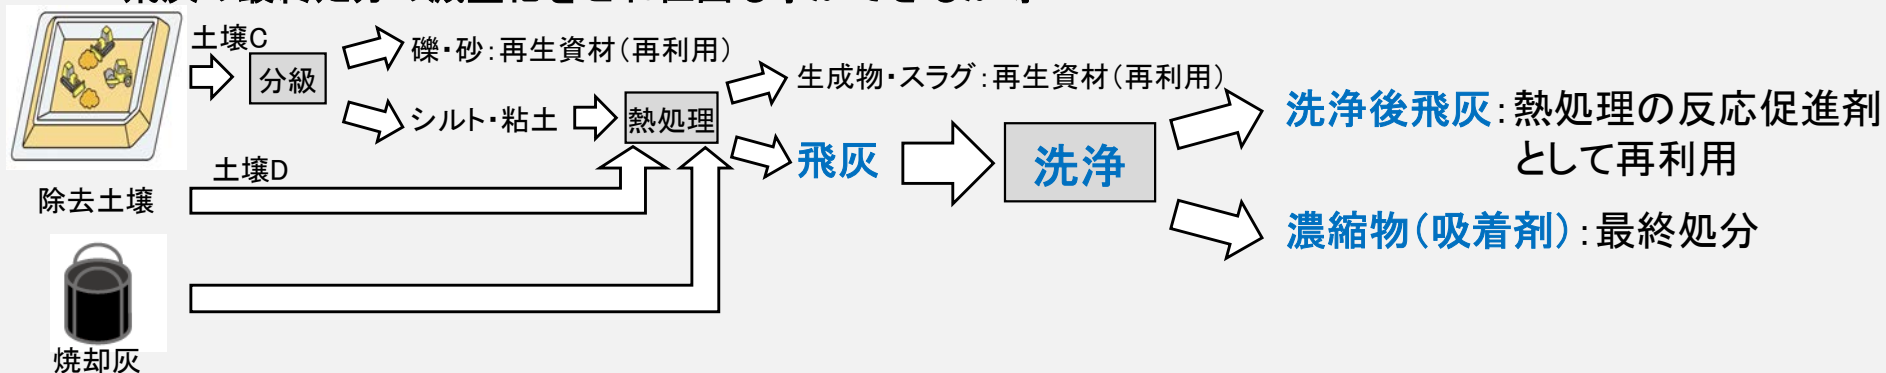 土壌C
分級
礫・砂：再生資材（再利用）
シルト・粘土
熱処理
生成物・スラグ：再生資材（再利用）
飛灰
洗浄
洗浄後飛灰：熱処理の反応促進剤
として再利用
濃縮物（吸着剤）：最終処分
土壌D
除去土壌
焼却灰